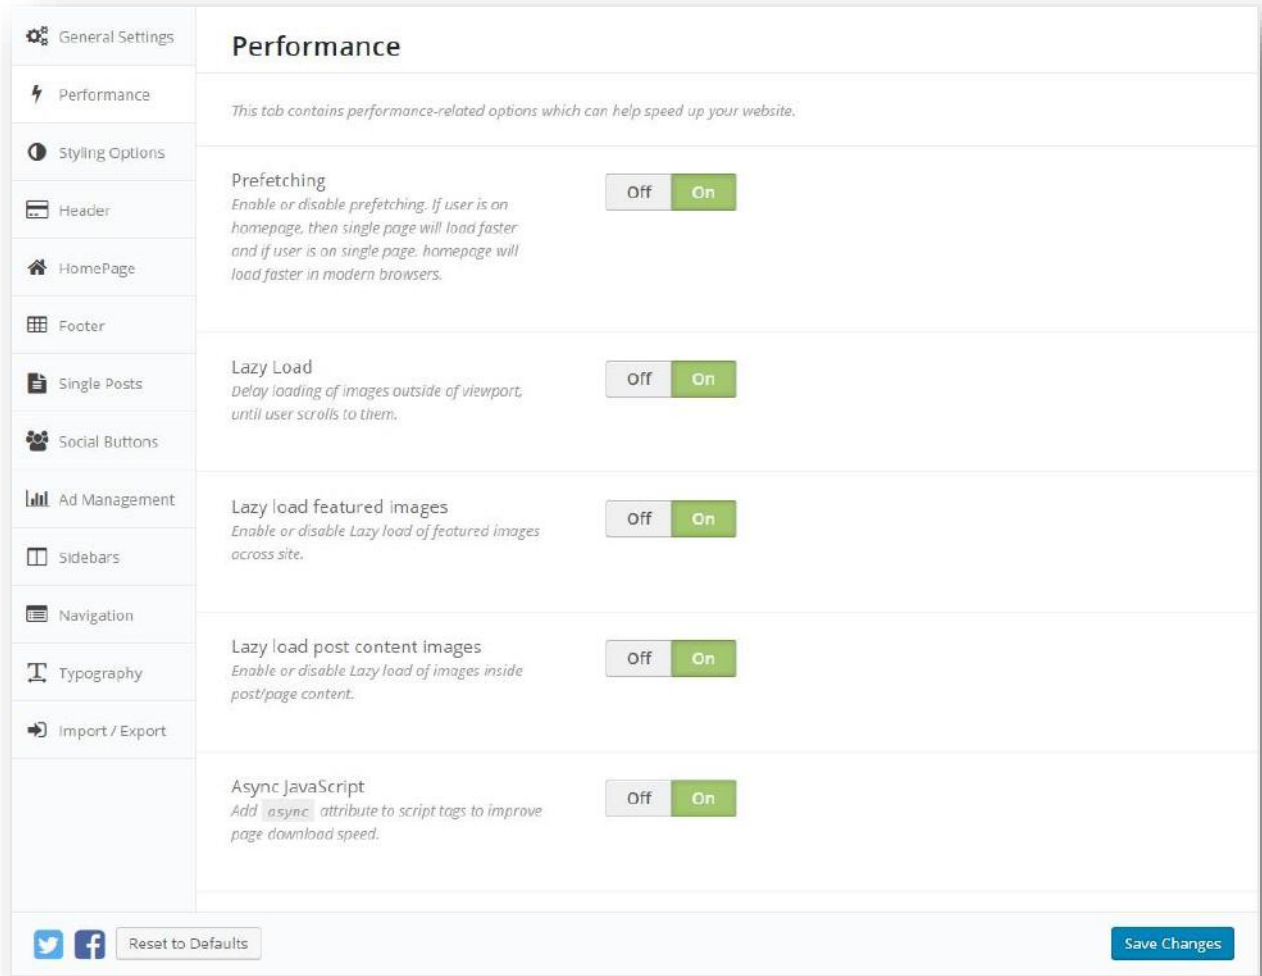 General Settings
Performance
Styling Options
Header
HomePage
Footer
Single Posts
Social Buttons
Ad Management
Sidebars
Navigation
Typography
Import / Export
Performance
This tab contains performance-related options which can help speed up your website.
Prefetching
Enable or disable prefetching. If user is on
homepage, then single page will load faster
and if user is on single page, homepage will
load faster in modern browsers.
Off On
Lazy Load
Delay loading of images outside of viewport,
until user scrolls to them.
Off On
Lazy load featured images
Enable or disable Lazy load of featured images
across site.
Off On
Lazy load post content images
Enable or disable Lazy load of images inside
post/page content.
Off On
Async JavaScript
Add async attribute to script tags to improve
page download speed.
Off On
Reset to Defaults
Save Changes